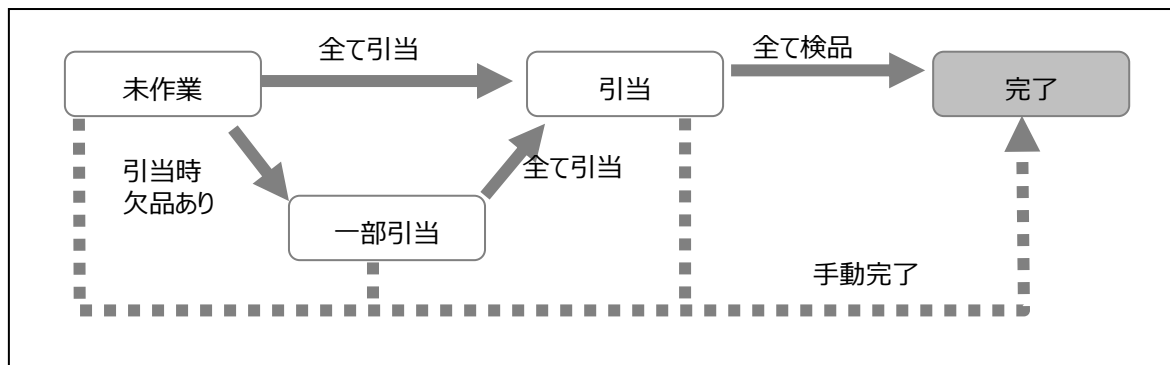 全て引当
全て検品
未作業
引当
完了
引当時
欠品あり
全て引当
一部引当
手動完了